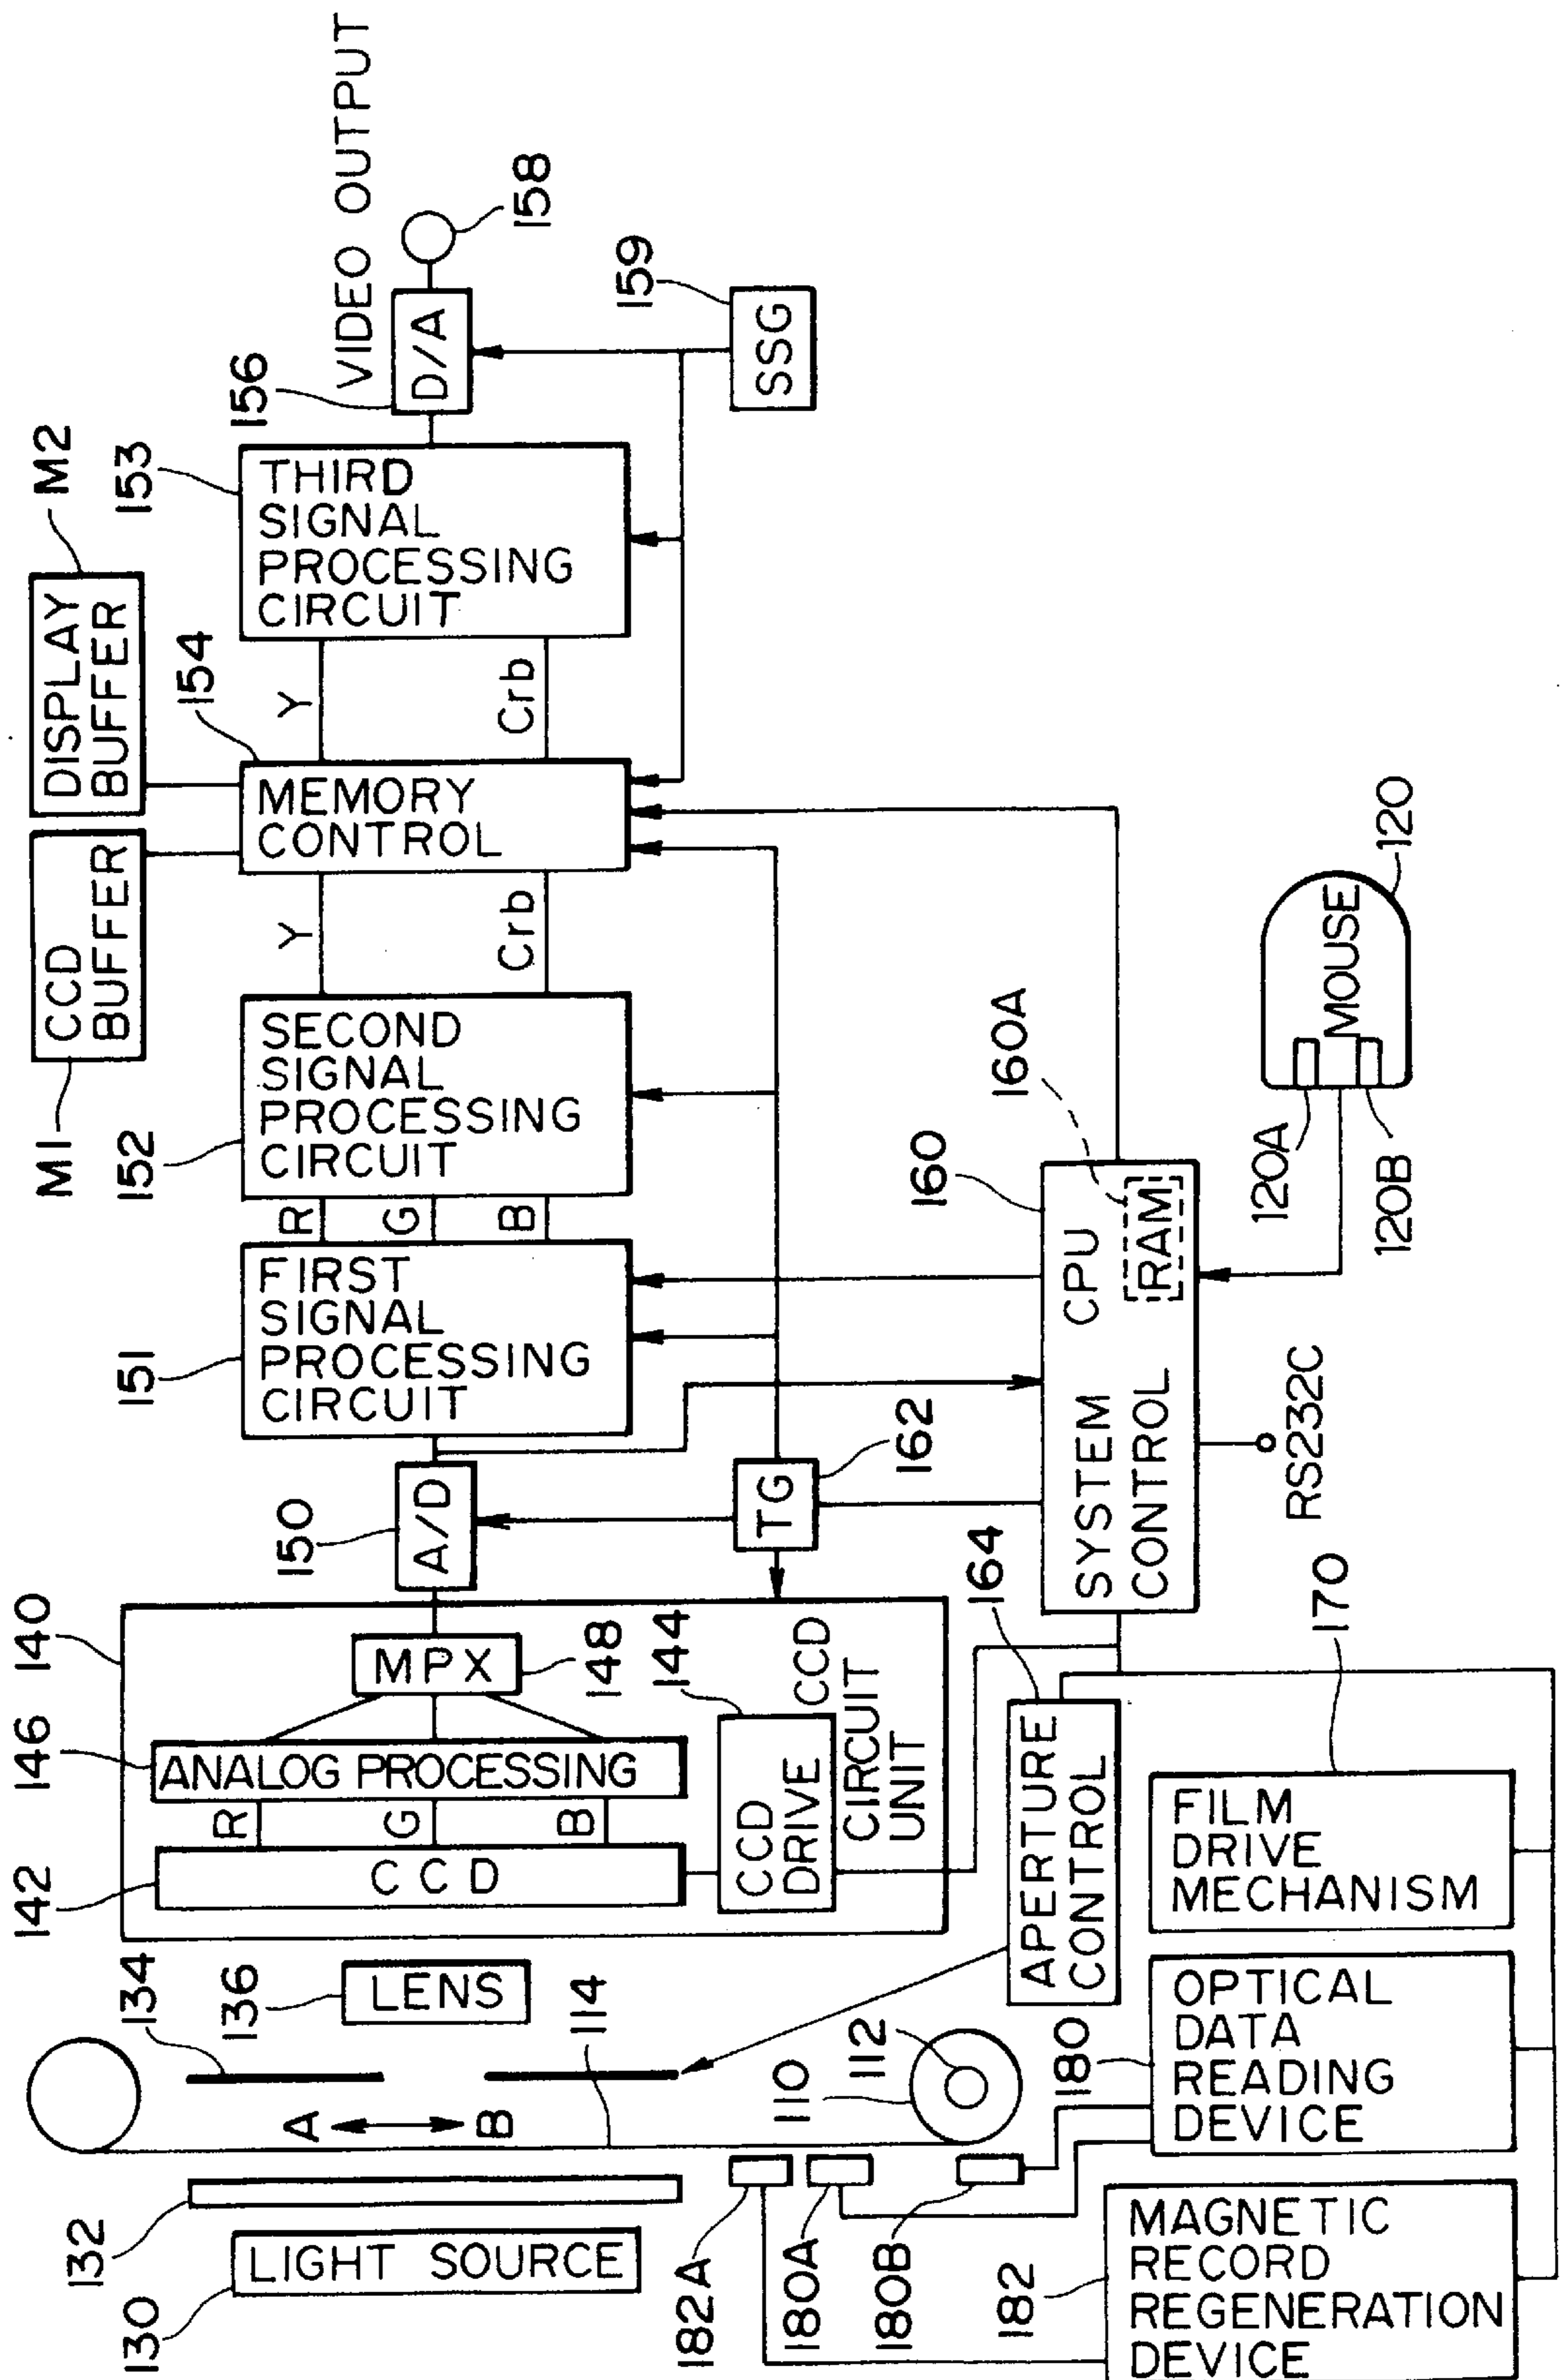 VIDEO OUTPUT
M1
CCD
BUFFER
DISPLAY
BUFFER
M2
140
142
146
150
151
152
154
153
156
158
134
136
LENS
CCD
R
G
B
ANALOG PROCESSING
MPX
148
A/D
FIRST
SIGNAL
PROCESSING
CIRCUIT
R
G
B
SECOND
SIGNAL
PROCESSING
CIRCUIT
Y
Crb
MEMORY
CONTROL
Y
Crb
THIRD
SIGNAL
PROCESSING
CIRCUIT
D/A
159
SSG
132
130
LIGHT SOURCE
A
B
114
144
CCD
DRIVE
CCD
CIRCUIT
UNIT
TG
162
110
112
164
APERTURE
CONTROL
160
CPU
SYSTEM
CONTROL
RAM
160A
RS232C
120A
120B
MOUSE
120
182A
180A
180B
182
MAGNETIC
RECORD
REGENERATION
DEVICE
180
OPTICAL
DATA
READING
DEVICE
170
FILM
DRIVE
MECHANISM